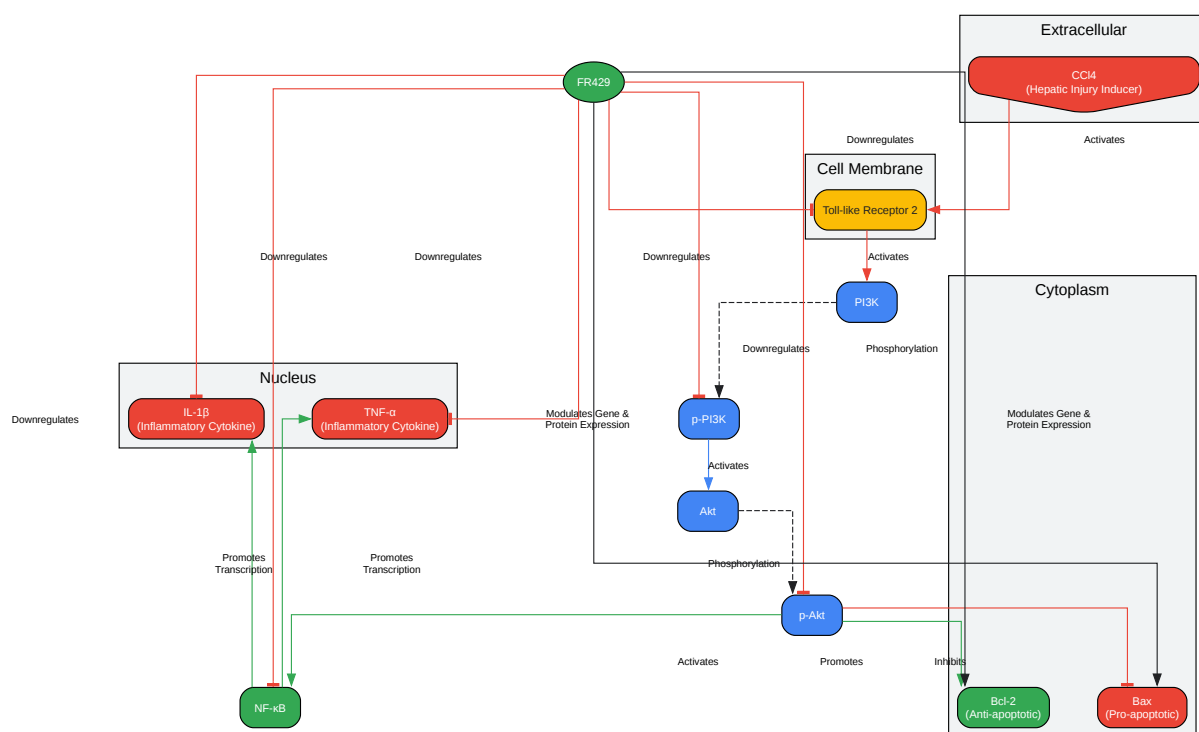 Extracellular
CCl4
(Hepatic Injury Inducer)
FR429
Downregulates
Activates
Cell Membrane
Toll-like Receptor 2
Downregulates
Downregulates
Downregulates
Activates
Cytoplasm
PI3K
Downregulates
Phosphorylation
Nucleus
IL-1β
(Inflammatory Cytokine)
TNF-α
(Inflammatory Cytokine)
Downregulates
Modulates Gene &
Protein Expression
p-PI3K
Modulates Gene &
Protein Expression
Activates
Akt
Promotes
Transcription
Promotes
Transcription
Phosphorylation
p-Akt
Activates
Promotes
Inhibits
NF-κB
Bcl-2
(Anti-apoptotic)
Bax
(Pro-apoptotic)